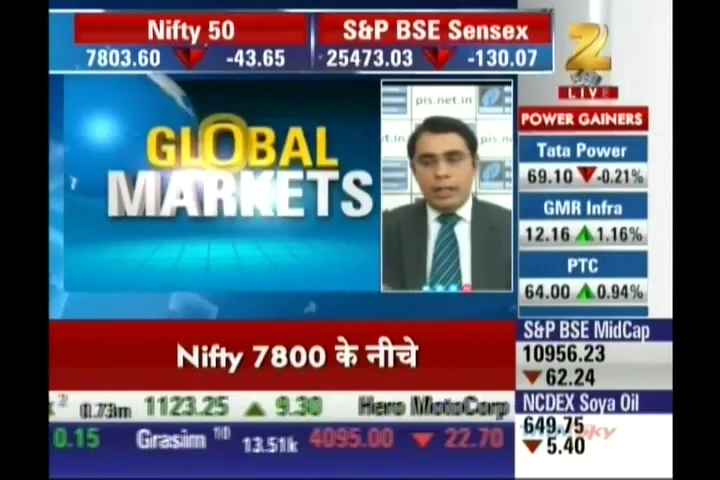 Nifty 50
7803.60 -43.65
S&P BSE Sensex
25473.03 -130.07
LIVE
GLOBAL
MARKETS
pis.net.in
POWER GAINERS
Tata Power
69.10 -0.21%
GMR Infra
12.16 1.16%
PTC
64.00 0.94%
Nifty 7800 के नीचे
S&P BSE MidCap
10956.23
62.24
NCDEX Soya Oil
649.75
5.40
0.73m 1123.25 9.30 Hero MotoCorp
0.15 Grasim 13.51k 4095.00 22.70